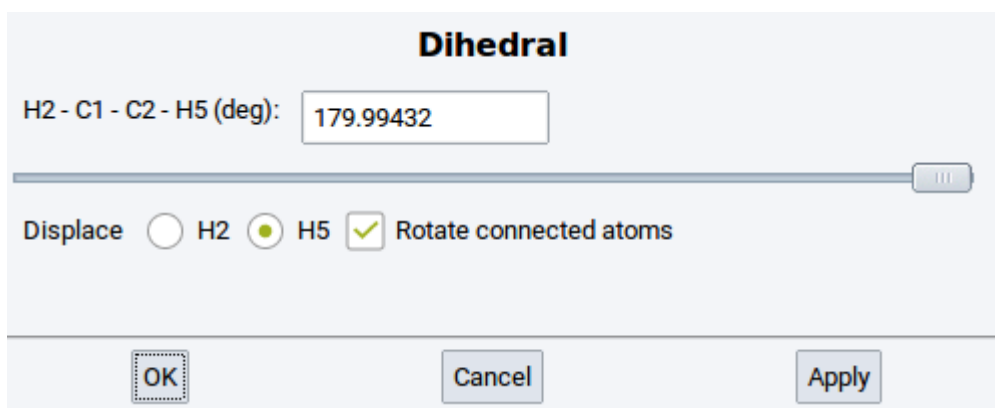 Dihedral
H2 - C1 - C2 - H5 (deg): 179.99432
Displace H2 H5 Rotate connected atoms
OK Cancel Apply